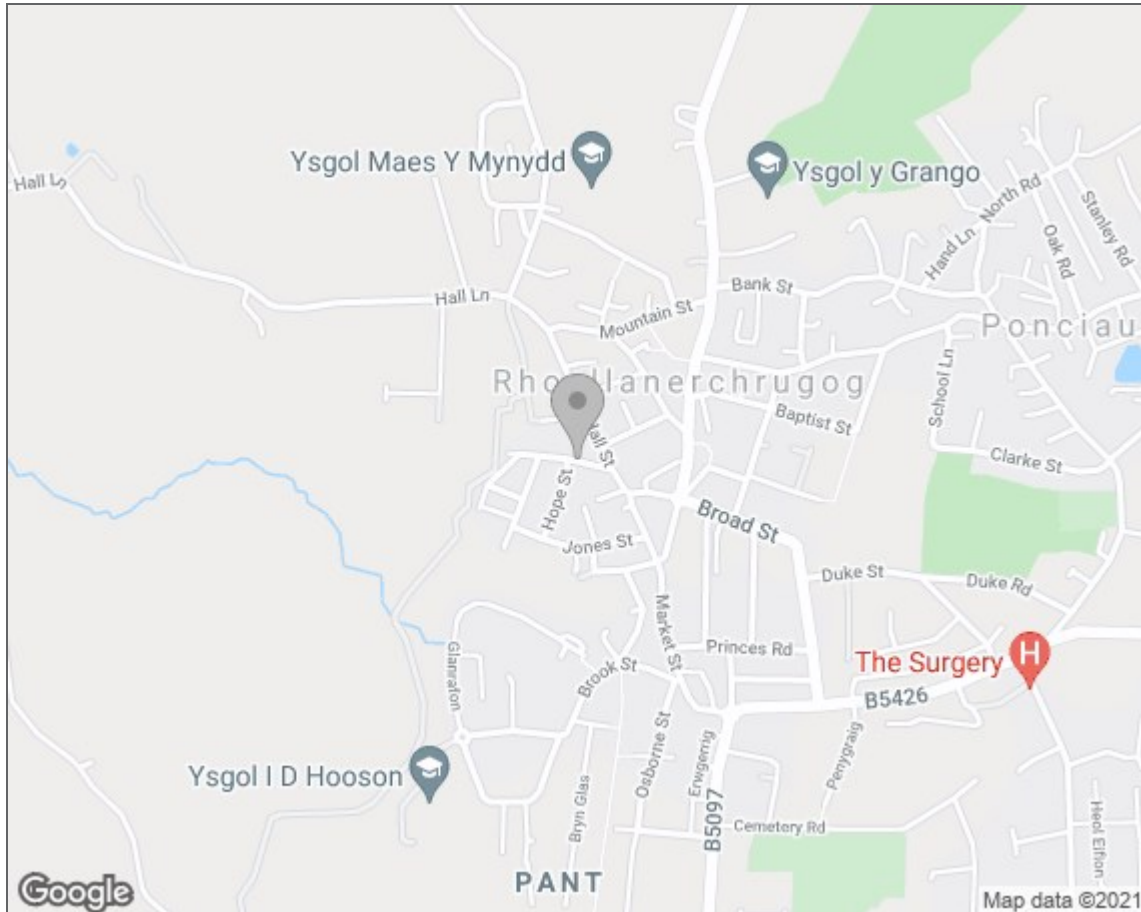 Ysgol Maes Y Mynydd
Ysgol y Grango
Hall Ln
North Rd
Stanley Rd
Oak Rd
Hand Ln
Bank St
Hall Ln
Mountain St
Ponciau
Rhosllanerchrugog
School Ln
Baptist St
Hall St
Clarke St
Hope St
Broad St
Jones St
Duke St
Duke Rd
Market St
Princes Rd
The Surgery
H
Glanrafon
Brook St
B5426
Penygraig
Osborne St
Erwgerrig
Ysgol I D Hooson
B5097
Bryn Glas
Cemetery Rd
Heol Eifion
PANT
Google
Map data ©2021